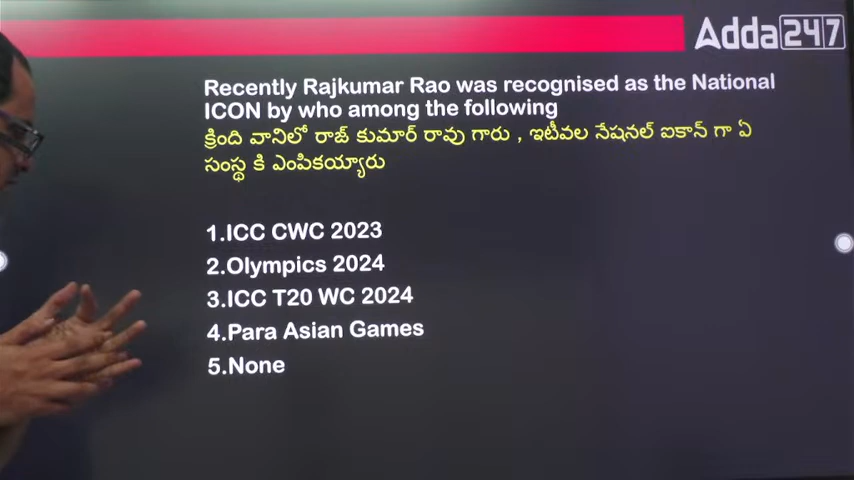 Adda247
Recently Rajkumar Rao was recognised as the National
ICON by who among the following
క్రింది వానిలో రాజ్ కుమార్ రావు గారు , ఇటీవల నేషనల్ ఐకాన్ గా ఏ
సంస్థ కి ఎంపికయ్యారు
1.ICC CWC 2023
2.Olympics 2024
3.ICC T20 WC 2024
4.Para Asian Games
5.None